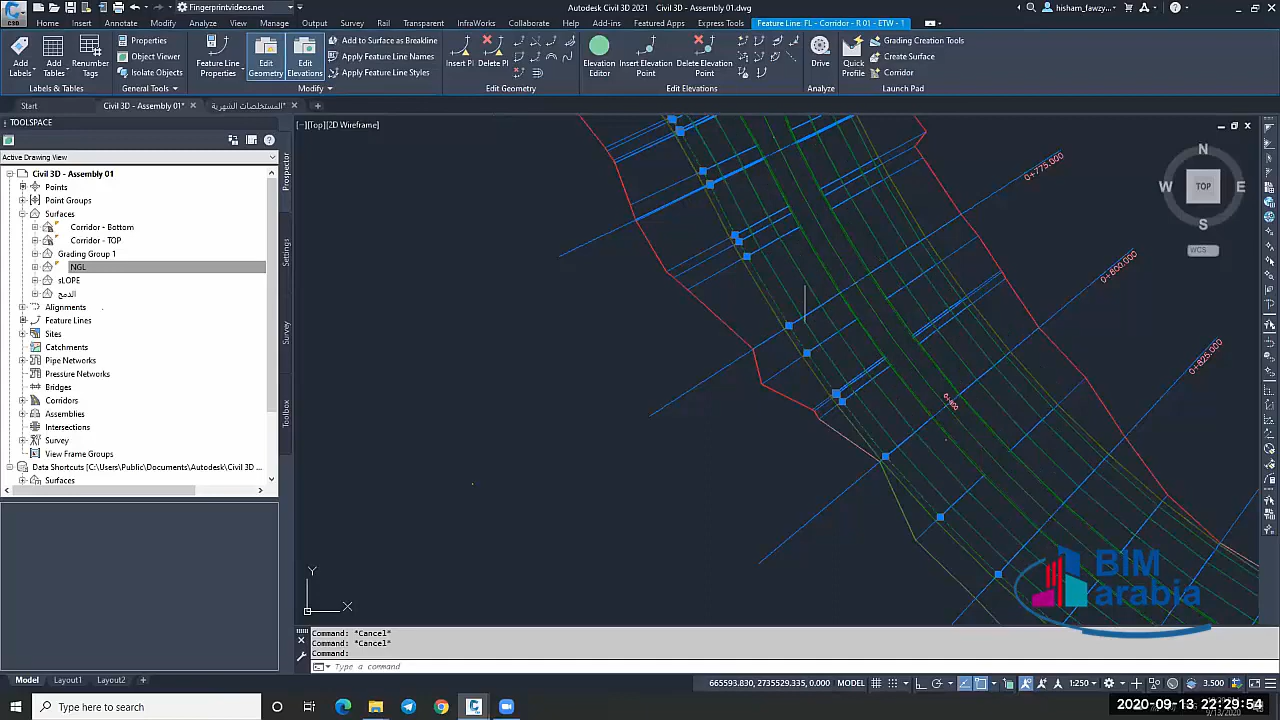 Fingerprintvideos.net
Autodesk Civil 3D 2021 Civil 3D - Assembly 01.dwg
Type a keyword or phrase
hisham_fawzy...
Home Insert Annotate Modify Analyze View Manage Output Survey Rail Transparent InfraWorks Collaborate Help Add-ins Featured Apps Express Tools Feature Line: FL - Corridor - R 01 - ETW - 1
Add Labels
Add Tables
Renumber Tags
Properties
Object Viewer
Isolate Objects
Feature Line Properties
Edit Geometry
Edit Elevations
Add to Surface as Breakline
Apply Feature Line Names
Apply Feature Line Styles
Insert PI
Delete PI
Elevation Editor
Insert Elevation Point
Delete Elevation Point
Drive
Quick Profile
Grading Creation Tools
Create Surface
Corridor
Labels & Tables General Tools Modify Edit Geometry Edit Elevations Analyze Launch Pad
Start Civil 3D - Assembly 01* المستخلصات الشهرية*
TOOLSPACE
Active Drawing View
Civil 3D - Assembly 01
Points
Point Groups
Surfaces
Corridor - Bottom
Corridor - TOP
Grading Group 1
NGL
sLOPE
الدمج
Alignments
Feature Lines
Sites
Catchments
Pipe Networks
Pressure Networks
Bridges
Corridors
Assemblies
Intersections
Survey
View Frame Groups
Data Shortcuts [C:\Users\Public\Documents\Autodesk\Civil 3D ...
Surfaces
Prospector
Settings
Survey
Toolbox
[−][Top][2D Wireframe]
0+775.000
0+800.000
0+825.000
0+800
N
W TOP E
S
WCS
Y
X
BIM
arabia
Command: *Cancel*
Command: *Cancel*
Command:
Type a command
Model Layout1 Layout2
665593.830, 2735529.335, 0.000 MODEL 1:250 3.500
Type here to search
2020-09-13 22:29:54
9/13/2020